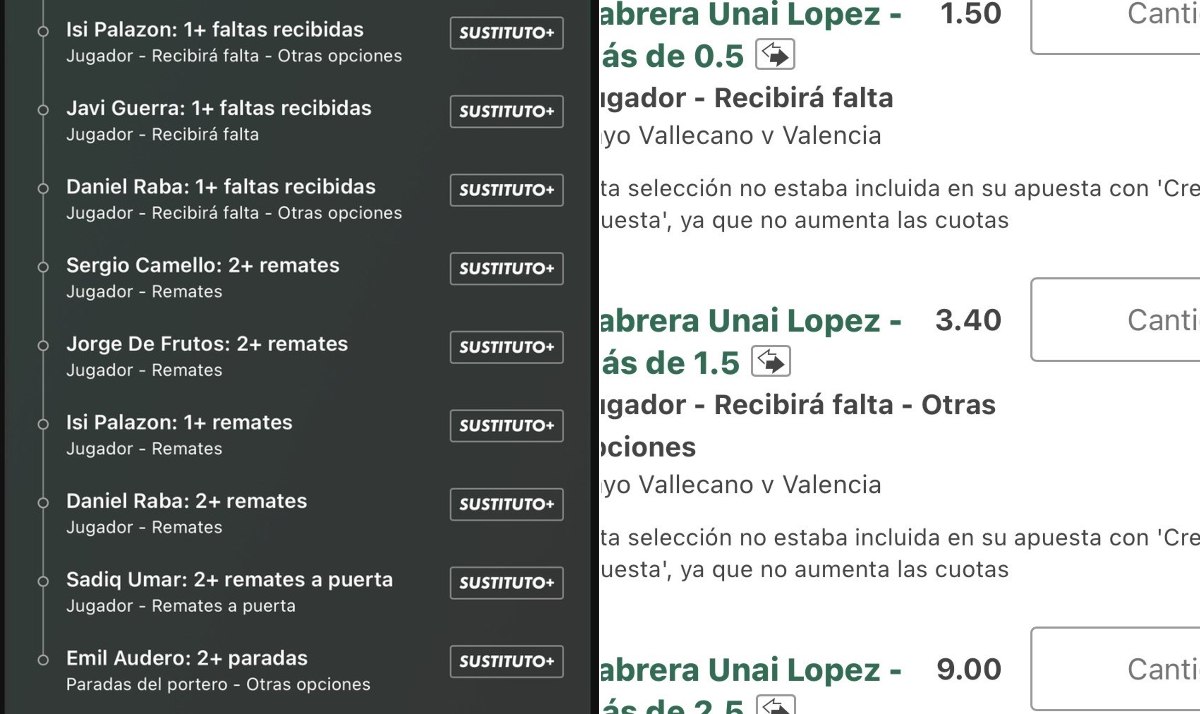 Isi Palazon: 1+ faltas recibidas
SUSTITUTO+
Jugador - Recibirá falta - Otras opciones
Javi Guerra: 1+ faltas recibidas
SUSTITUTO+
Jugador - Recibirá falta
Daniel Raba: 1+ faltas recibidas
SUSTITUTO+
Jugador - Recibirá falta - Otras opciones
Sergio Camello: 2+ remates
SUSTITUTO+
Jugador - Remates
Jorge De Frutos: 2+ remates
SUSTITUTO+
Jugador - Remates
Isi Palazon: 1+ remates
SUSTITUTO+
Jugador - Remates
Daniel Raba: 2+ remates
SUSTITUTO+
Jugador - Remates
Sadiq Umar: 2+ remates a puerta
SUSTITUTO+
Jugador - Remates a puerta
Emil Audero: 2+ paradas
SUSTITUTO+
Paradas del portero - Otras opciones
abrera Unai Lopez - 1.50 Canti
ás de 0.5
ugador - Recibirá falta
yo Vallecano v Valencia
ta selección no estaba incluida en su apuesta con 'Cre
uesta', ya que no aumenta las cuotas
abrera Unai Lopez - 3.40 Canti
ás de 1.5
ugador - Recibirá falta - Otras
pciones
yo Vallecano v Valencia
ta selección no estaba incluida en su apuesta con 'Cre
uesta', ya que no aumenta las cuotas
abrera Unai Lopez - 9.00 Canti
ás de 2.5